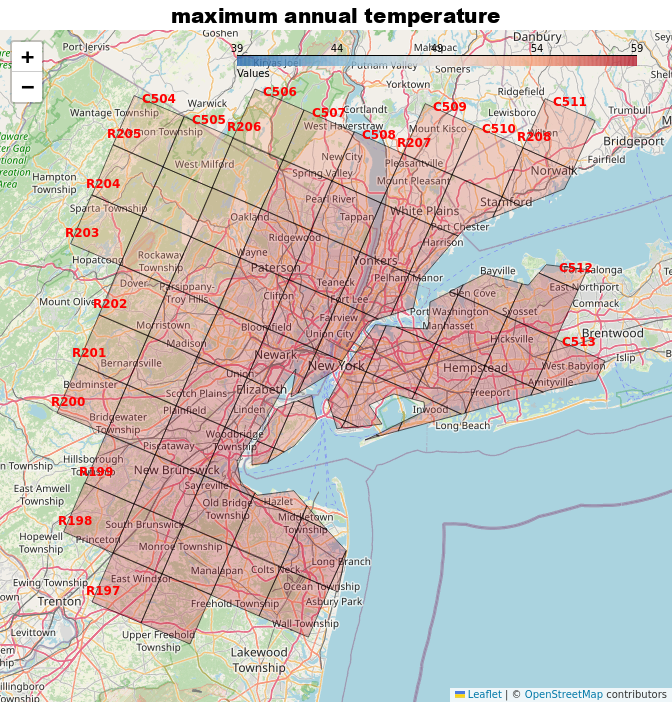 maximum annual temperature
Goshen
Danbury
Port Jervis
39
44
49
54
59
Kiryas Joel
Putnam Valley
Somers
Values
+
−
Yorktown
Ridgefield
C504
C506
C509
C511
Wantage Township
Warwick
Cortlandt
Lewisboro
Trumbull
C505
C507
R205
Vernon Township
R206
West Haverstraw
Mount Kisco
C510
C508
R207
R208
Wilton
Bridgeport
New City
Pleasantville
Fairfield
West Milford
Spring Valley
Mount Pleasant
Norwalk
Hampton
Township
R204
Pearl River
Stamford
Sparta Township
Oakland
Tappan
White Plains
R203
Port Chester
Ridgewood
Harrison
Hopatcong
Rockaway
Township
Wayne
Paterson
Yonkers
Bayville
C512
Pelham Manor
East Northport
Dover
Parsippany-
Troy Hills
Teaneck
Glen Cove
Mount Olive
R202
Clifton
Fort Lee
Commack
Port Washington
Syosset
Fairview
Morristown
Bloomfield
Union City
Manhasset
Brentwood
Madison
Hicksville
C513
R201
Newark
Islip
Bernardsville
New York
Hempstead
West Babylon
Union
Bedminster
Elizabeth
Amityville
Scotch Plains
Freeport
R200
Plainfield
Linden
Inwood
Bridgewater
Township
Long Beach
Woodbridge
Township
Piscataway
Hillsborough
Township
R199
New Brunswick
East Amwell
Township
Sayreville
Old Bridge
Township
Hazlet
R198
South Brunswick
Middletown
Township
Hopewell
Township
Princeton
Monroe Township
Long Branch
Manalapan
Colts Neck
East Windsor
Ewing Township
R197
Ocean Township
Trenton
Freehold Township
Asbury Park
Wall Township
Levittown
Upper Freehold
Township
Lakewood
Township
Leaflet | © OpenStreetMap contributors